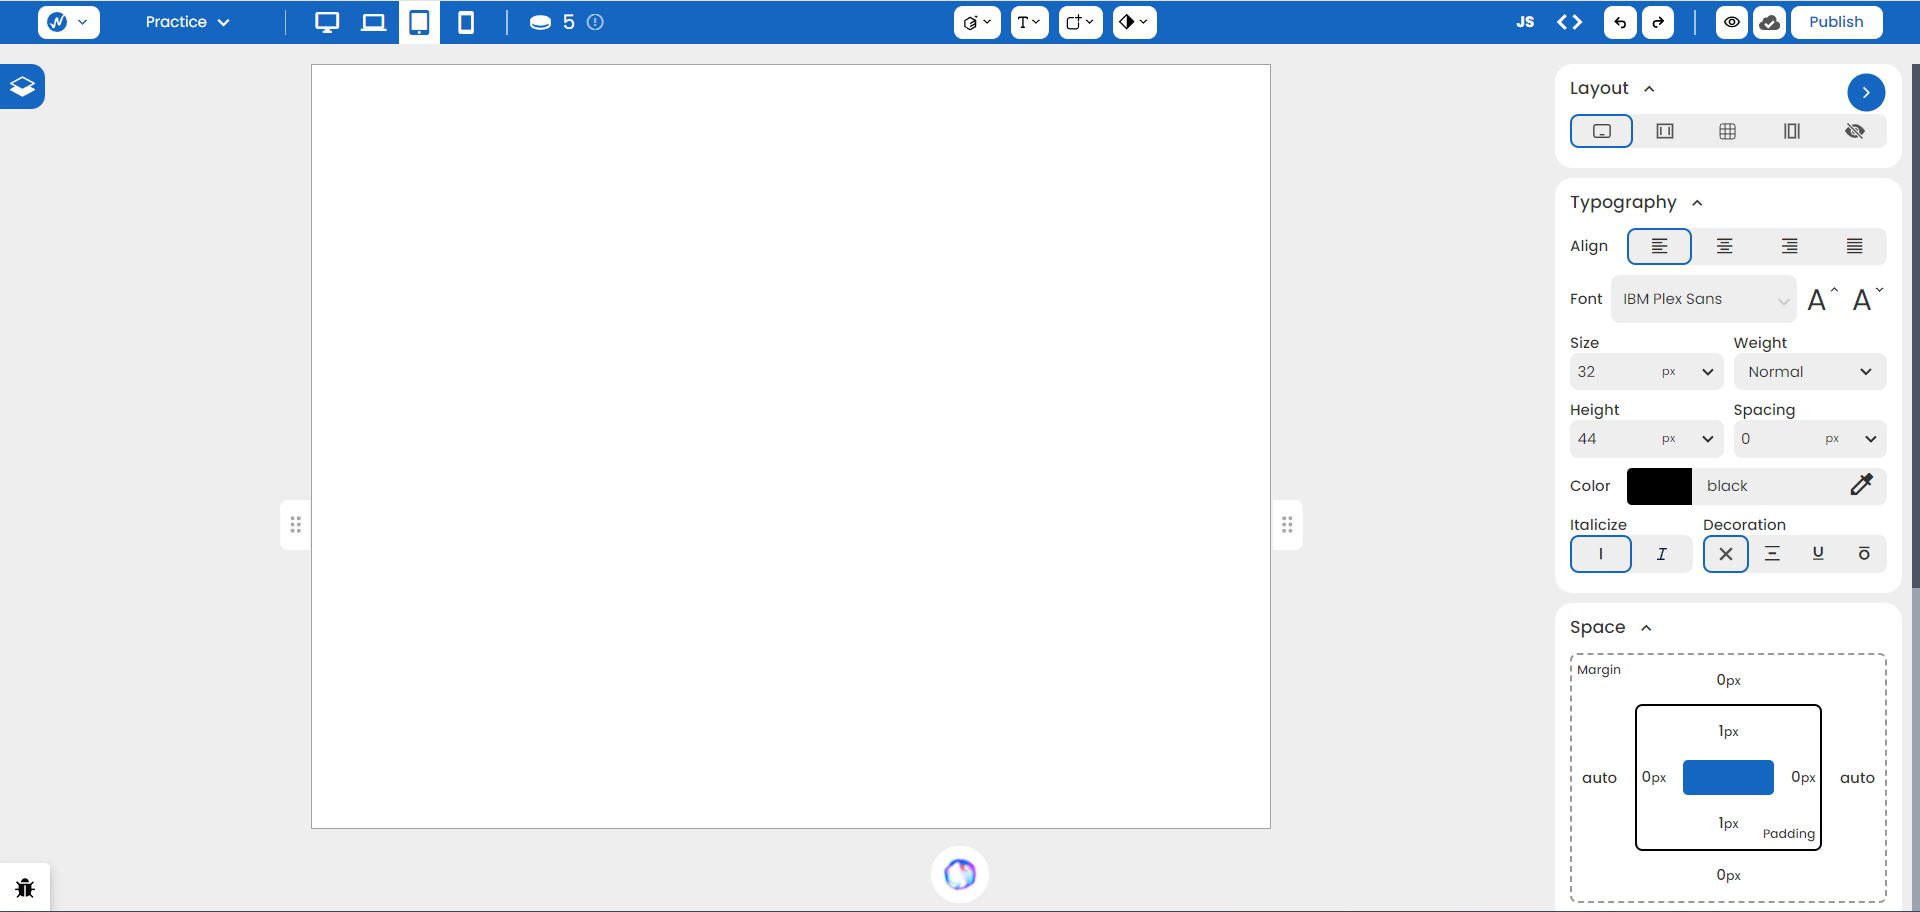 Practice
5
T
JS
Publish
Layout
Typography
Align
Font
IBM Plex Sans
A
A
Size
Weight
32
px
Normal
Height
Spacing
44
px
0
px
Color
black
Italicize
Decoration
I
I
U
O
Space
Margin
0px
1px
auto
0px
0px
auto
1px
Padding
0px